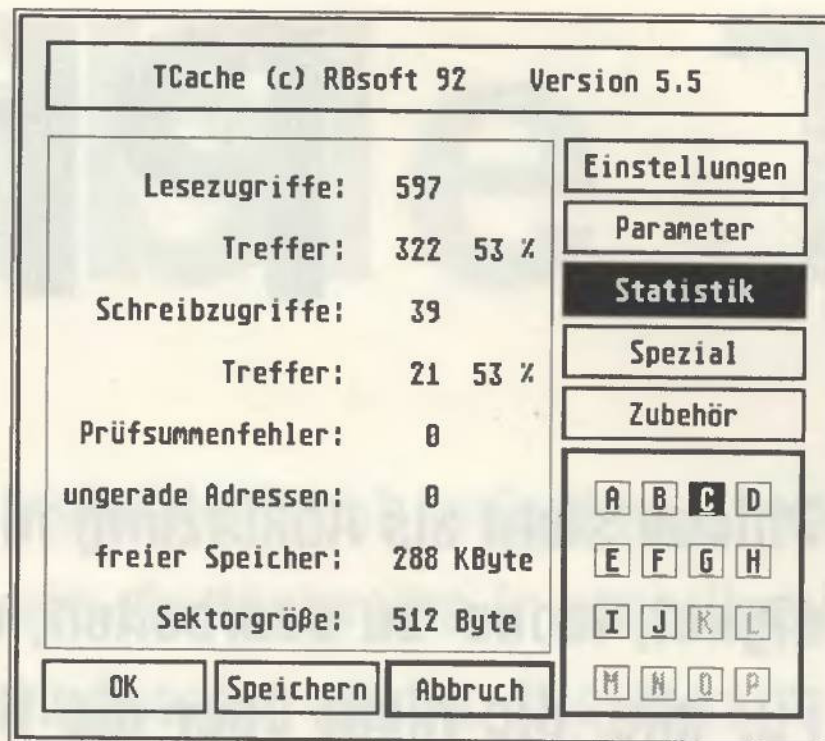 TCache (c) RBsoft 92 Version 5.5
Lesezugriffe: 597
Treffer: 322 53 %
Schreibzugriffe: 39
Treffer: 21 53 %
Prüfsummenfehler: 0
ungerade Adressen: 0
freier Speicher: 288 KByte
Sektorgröße: 512 Byte
OK Speichern Abbruch
Einstellungen
Parameter
Statistik
Spezial
Zubehör
A B C D
E F G H
I J K L
M N O P